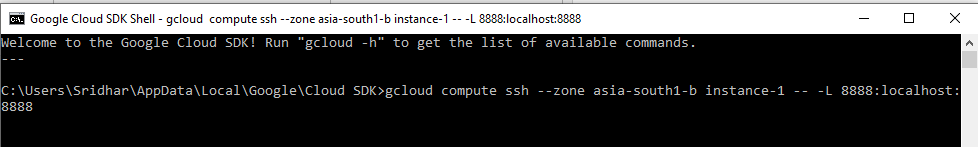 Google Cloud SDK Shell - gcloud  compute ssh --zone asia-south1-b instance-1 -- -L 8888:localhost:8888
Welcome to the Google Cloud SDK! Run "gcloud -h" to get the list of available commands.
---
C:\Users\Sridhar\AppData\Local\Google\Cloud SDK>gcloud compute ssh --zone asia-south1-b instance-1 -- -L 8888:localhost:
8888